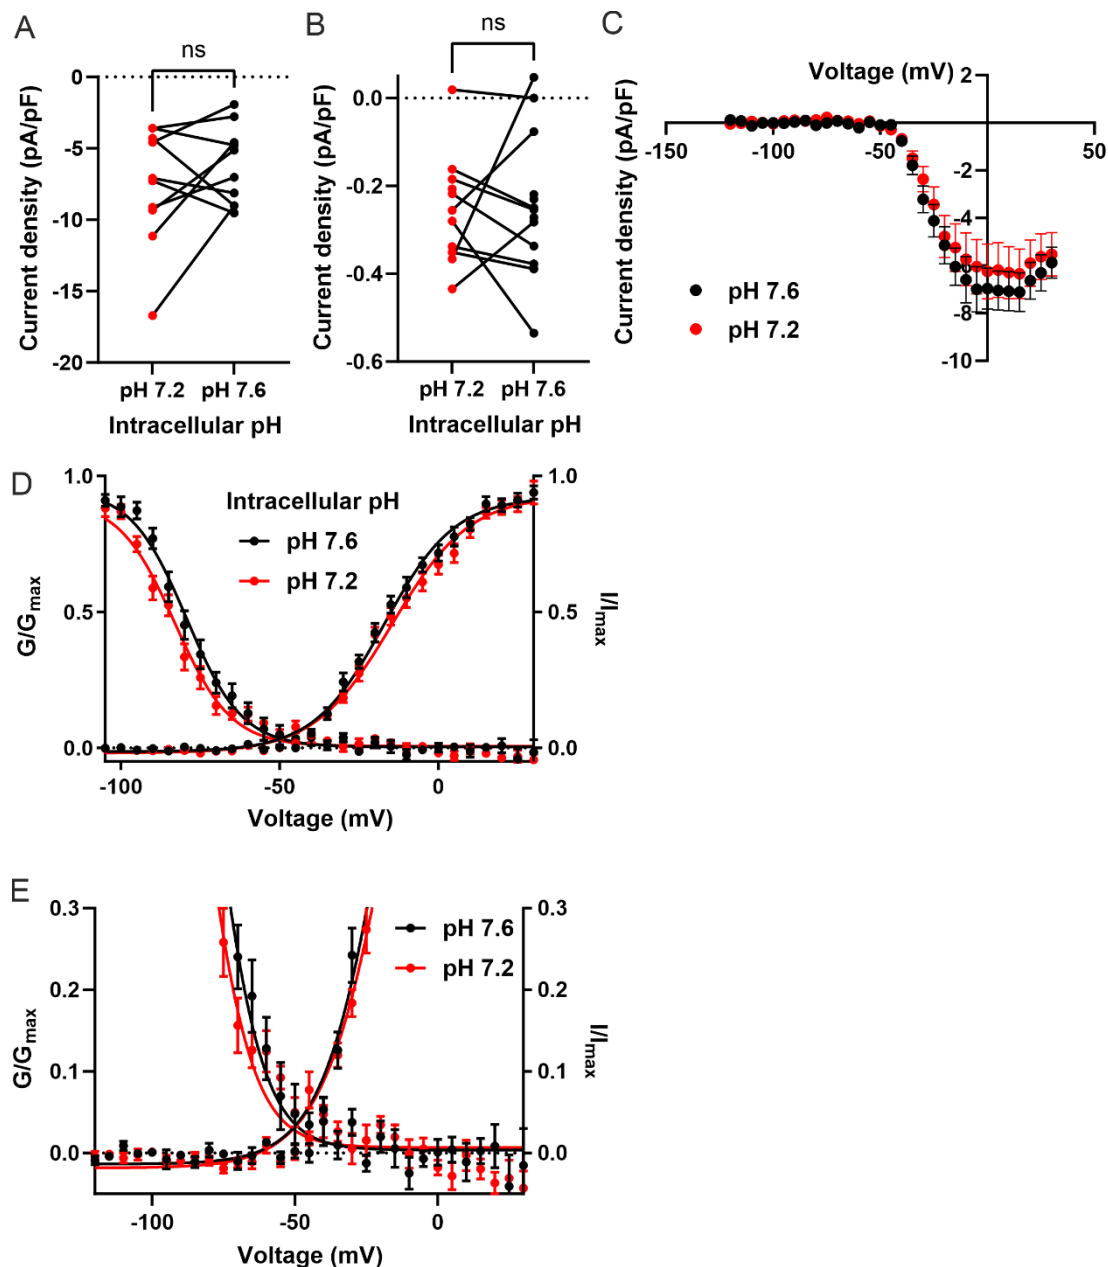 A
ns
0
-5
-10
-15
-20
Current density (pA/pF)
pH 7.2 pH 7.6
Intracellular pH
B
ns
0.0
-0.2
-0.4
-0.6
Current density (pA/pF)
pH 7.2 pH 7.6
Intracellular pH
C
Voltage (mV)
2
-150 -100 -50 50
-2
-4
-6
-8
-10
Current density (pA/pF)
pH 7.6
pH 7.2
D
1.0
0.5
0.0
G/Gmax
Intracellular pH
pH 7.6
pH 7.2
1.0
0.5
0.0
I/Imax
-100 -50 0
Voltage (mV)
E
0.3
0.2
0.1
0.0
G/Gmax
pH 7.6
pH 7.2
0.3
0.2
0.1
0.0
I/Imax
-100 -50 0
Voltage (mV)